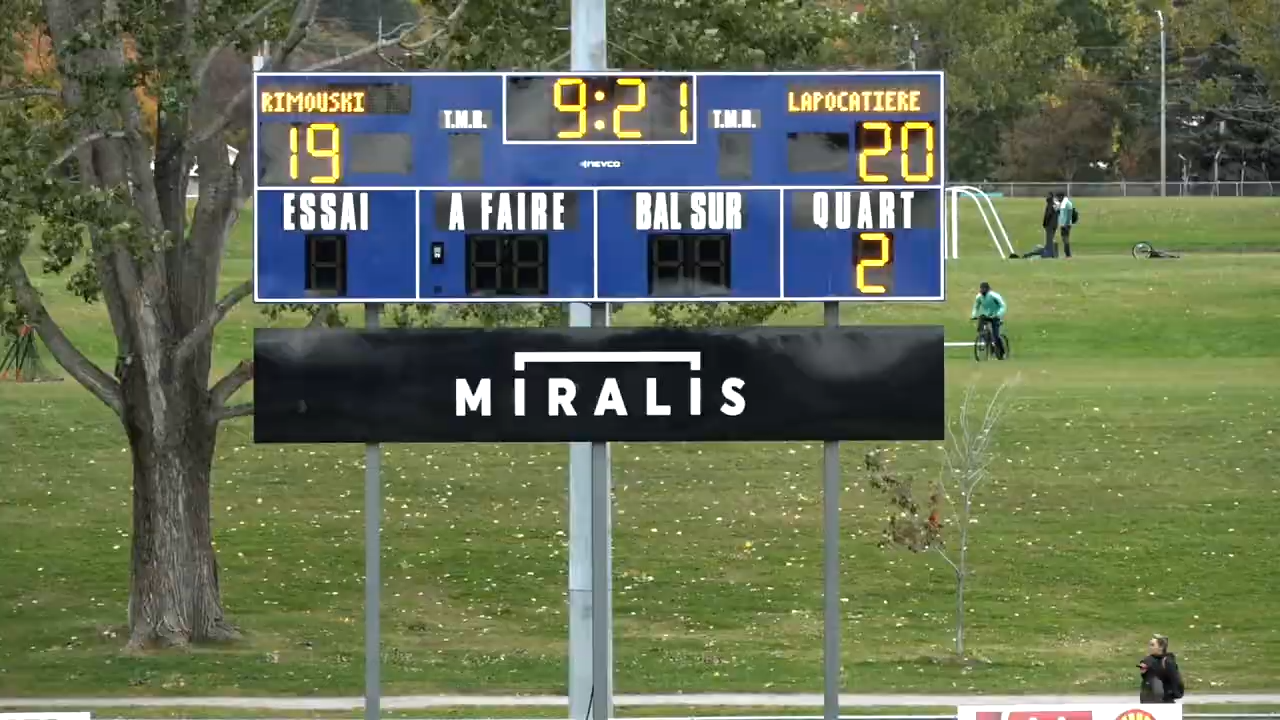 RIMOUSKI
9:21
LAPOCATIERE
19
T.M.R.
T.M.R.
20
NEVCO
ESSAI
A FAIRE
BAL SUR
QUART
2
MIRALIS